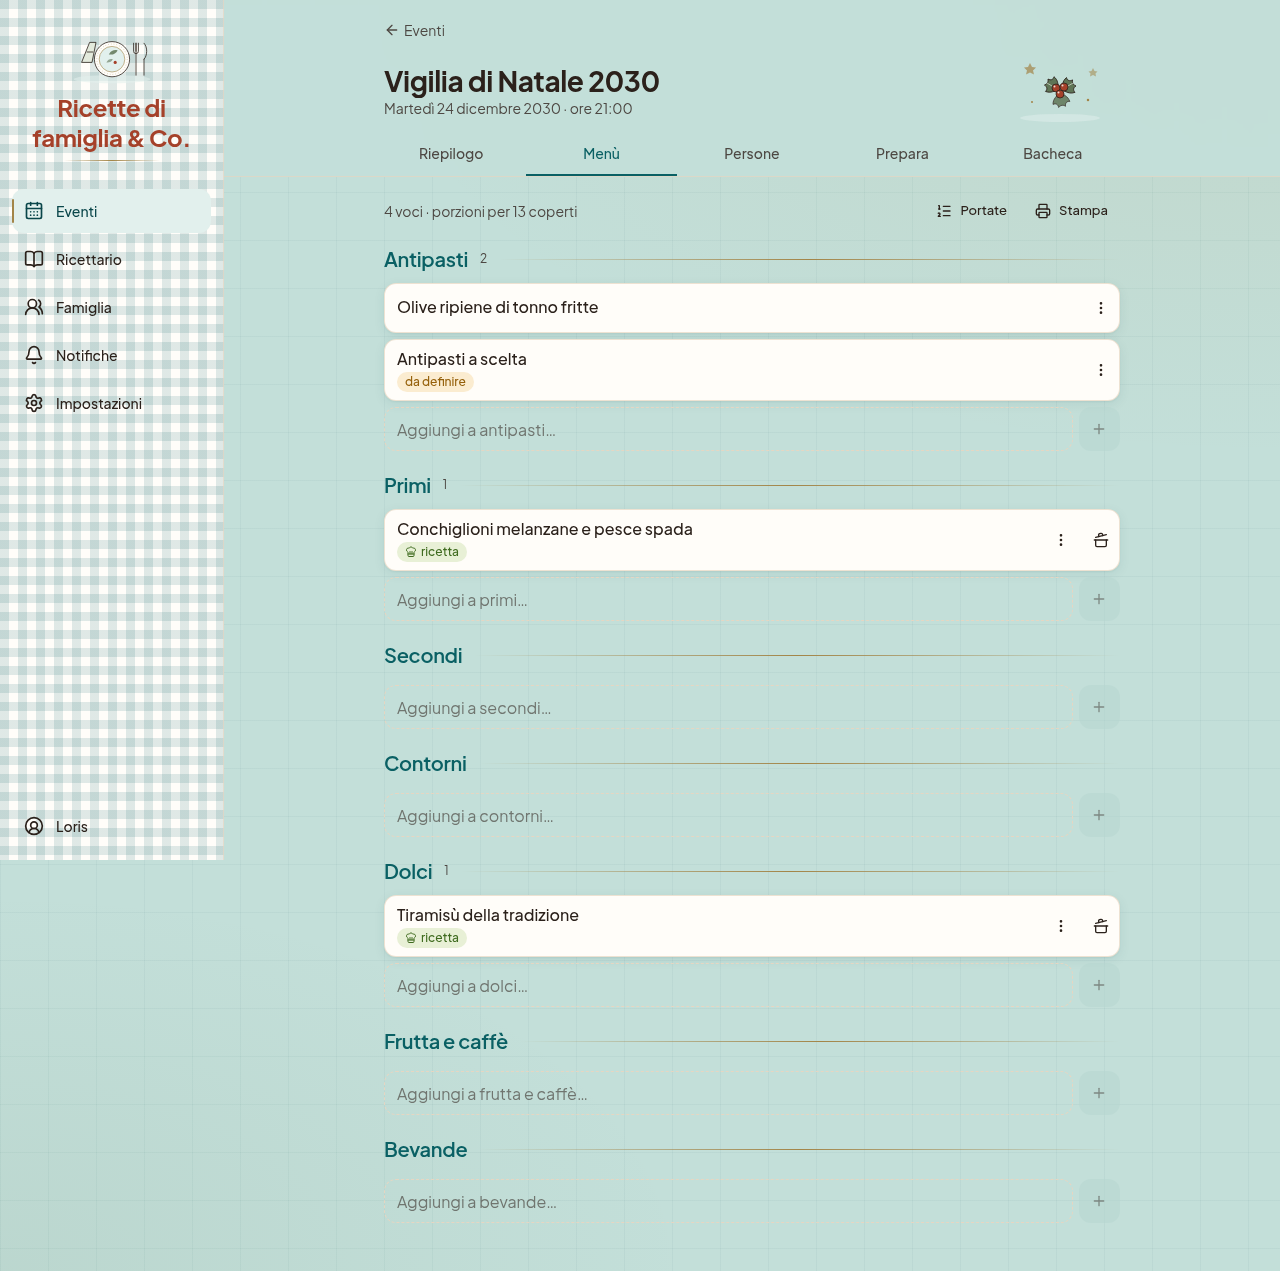 Ricette di
famiglia & Co.
Eventi
Ricettario
Famiglia
Notifiche
Impostazioni
Loris
Eventi
Vigilia di Natale 2030
Martedì 24 dicembre 2030 · ore 21:00
Riepilogo
Menù
Persone
Prepara
Bacheca
4 voci · porzioni per 13 coperti
Portate
Stampa
Antipasti 2
Olive ripiene di tonno fritte
Antipasti a scelta
da definire
Aggiungi a antipasti…
Primi 1
Conchiglioni melanzane e pesce spada
ricetta
Aggiungi a primi…
Secondi
Aggiungi a secondi…
Contorni
Aggiungi a contorni…
Dolci 1
Tiramisù della tradizione
ricetta
Aggiungi a dolci…
Frutta e caffè
Aggiungi a frutta e caffè…
Bevande
Aggiungi a bevande…